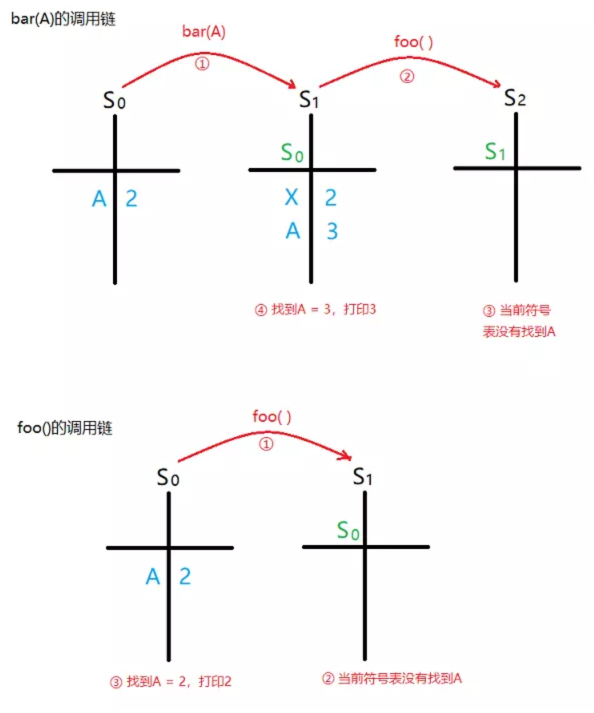 bar(A)的调用链
bar(A)
①
foo( )
②
S₀
S₁
S₂
S₀
S₁
A 2
X 2
A 3
④ 找到A = 3，打印3
③ 当前符号
表没有找到A
foo()的调用链
foo( )
①
S₀
S₁
S₀
A 2
③ 找到A = 2，打印2
② 当前符号表没有找到A